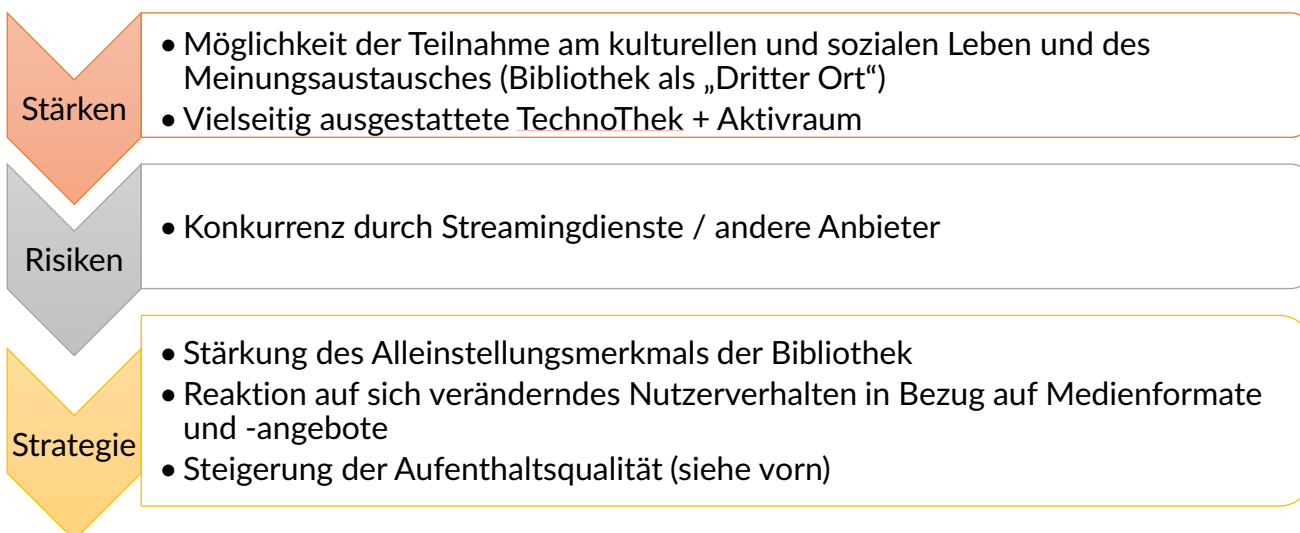 Stärken
• Möglichkeit der Teilnahme am kulturellen und sozialen Leben und des
Meinungsaustausches (Bibliothek als „Dritter Ort“)
• Vielseitig ausgestattete TechnoThek + Aktivraum
Risiken
• Konkurrenz durch Streamingdienste / andere Anbieter
Strategie
• Stärkung des Alleinstellungsmerkmals der Bibliothek
• Reaktion auf sich veränderndes Nutzerverhalten in Bezug auf Medienformate
und -angebote
• Steigerung der Aufenthaltsqualität (siehe vorn)